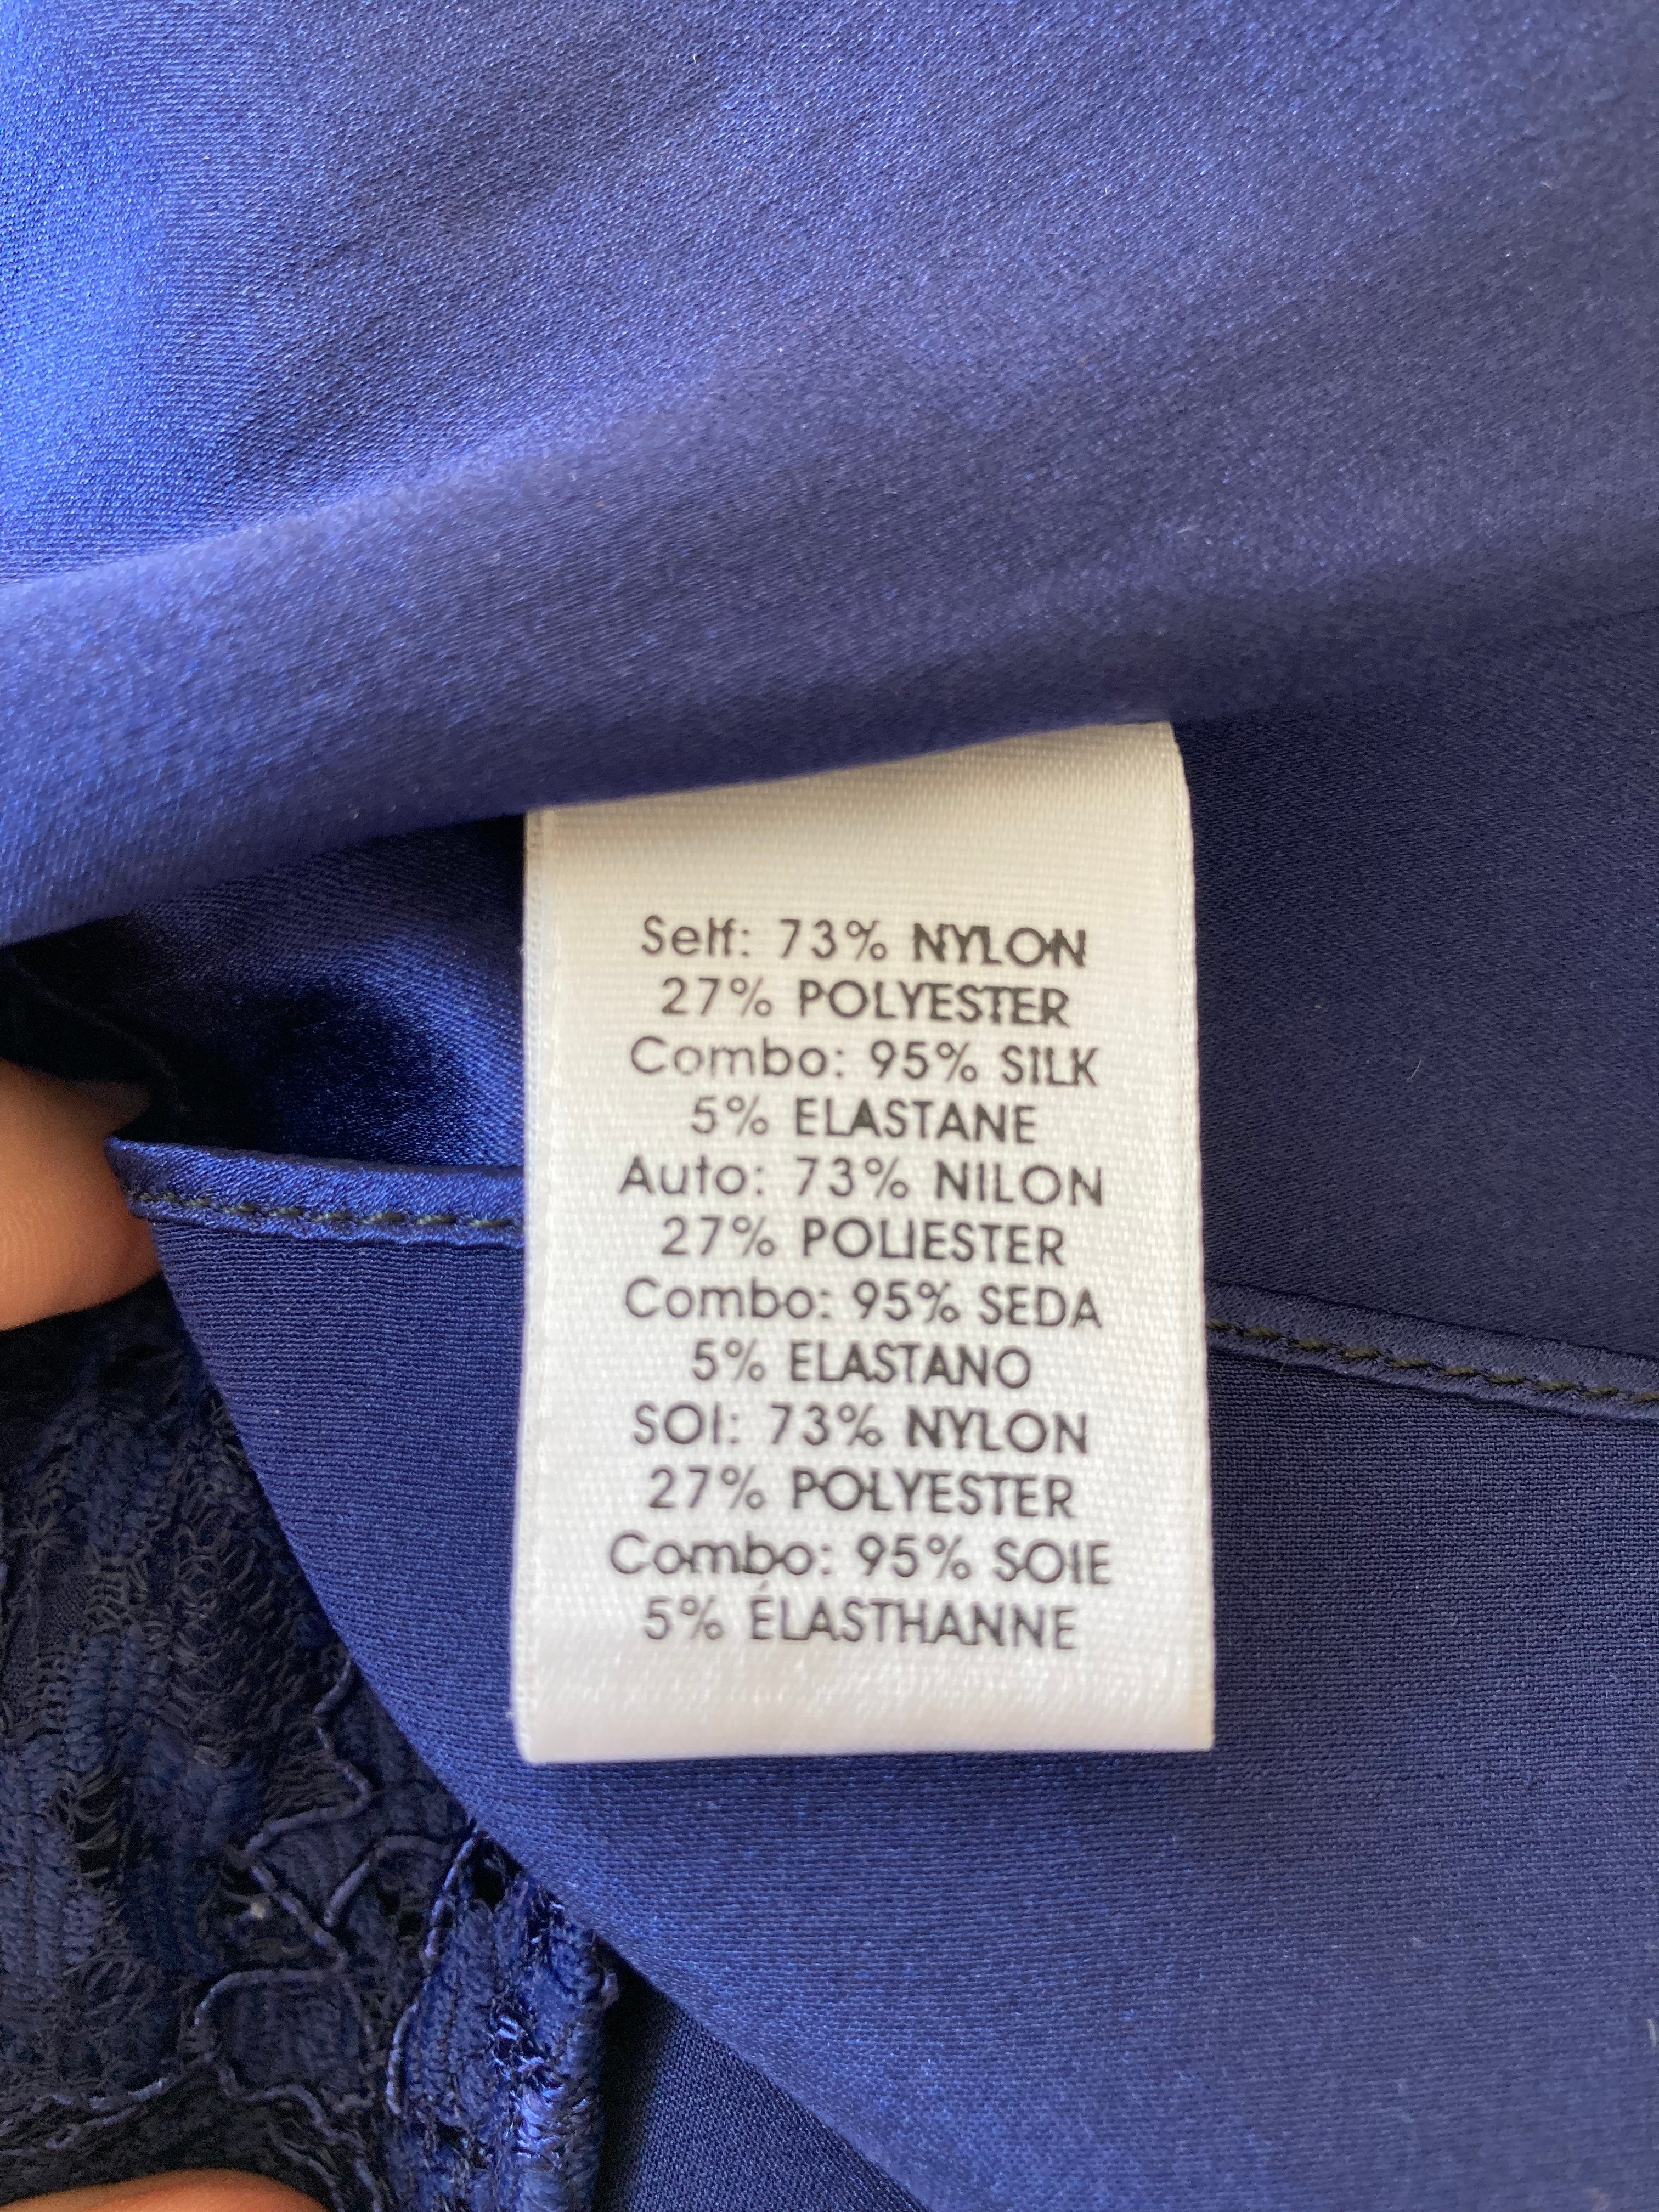 Self: 73% NYLON
27% POLYESTER
Combo: 95% SILK
5% ELASTANE
Auto: 73% NILON
27% POLIESTER
Combo: 95% SEDA
5% ELASTANO
SOI: 73% NYLON
27% POLYESTER
Combo: 95% SOIE
5% ÉLASTHANNE